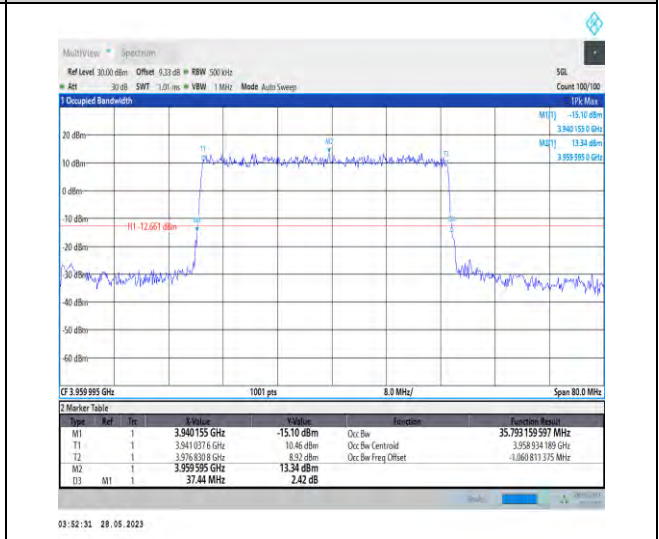 MultiView Spectrum
Ref Level 30.00 dBm Offset 9.33 dB RBW 500 kHz SGL
Att 30 dB SWT 1.01 ms VBW 1 MHz Mode Auto Sweep Count 100/100
1 Occupied Bandwidth 1Pk Max
M1[1] -15.10 dBm
3.940 155 0 GHz
M2[1] 13.34 dBm
3.959 595 0 GHz
20 dBm
T1 M2 T2
10 dBm
0 dBm
-10 dBm
H1 -12.661 dBm
-20 dBm
-30 dBm
-40 dBm
-50 dBm
-60 dBm
CF 3.959 995 GHz 1001 pts 8.0 MHz/ Span 80.0 MHz
2 Marker Table
Type Ref Trc X-Value Y-Value Function Function Result
M1 1 3.940 155 GHz -15.10 dBm Occ Bw 35.793 159 597 MHz
T1 1 3.941 037 6 GHz 10.46 dBm Occ Bw Centroid 3.958 934 189 GHz
T2 1 3.976 830 8 GHz 8.92 dBm Occ Bw Freq Offset -1.060 811 375 MHz
M2 1 3.959 595 GHz 13.34 dBm
D3 M1 1 37.44 MHz 2.42 dB
03:52:31 28.05.2023